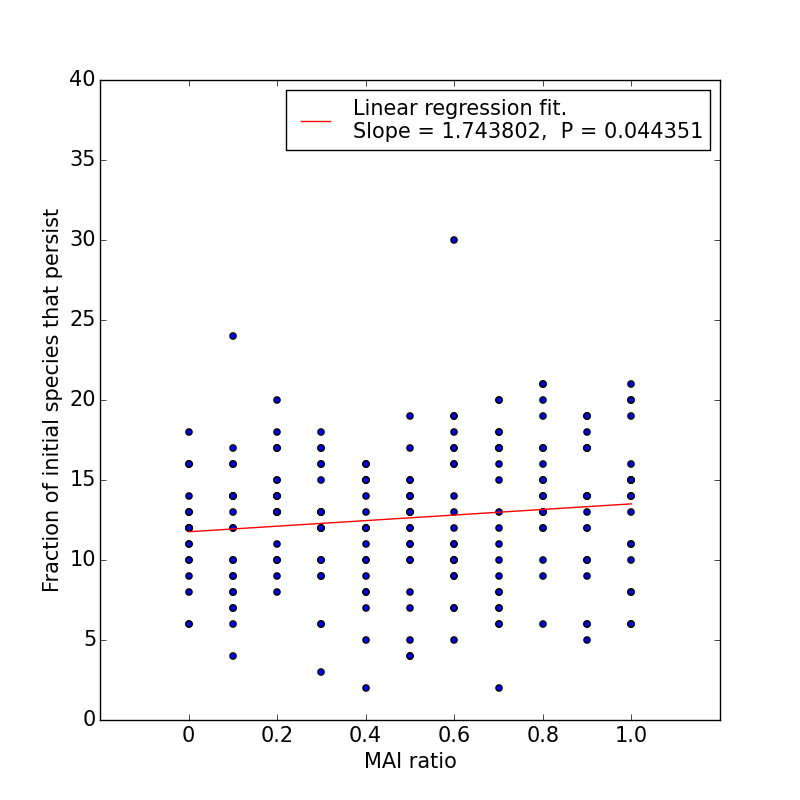 40
Linear regression fit.
Slope = 1.743802,  P = 0.044351
35
30
25
20
15
10
5
0
Fraction of initial species that persist
0 0.2 0.4 0.6 0.8 1.0
MAI ratio